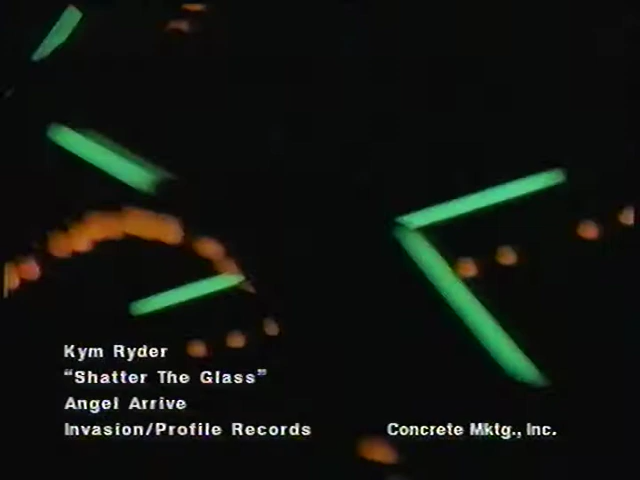 Kym Ryder
“Shatter The Glass”
Angel Arrive
Invasion/Profile Records
Concrete Mktg., Inc.